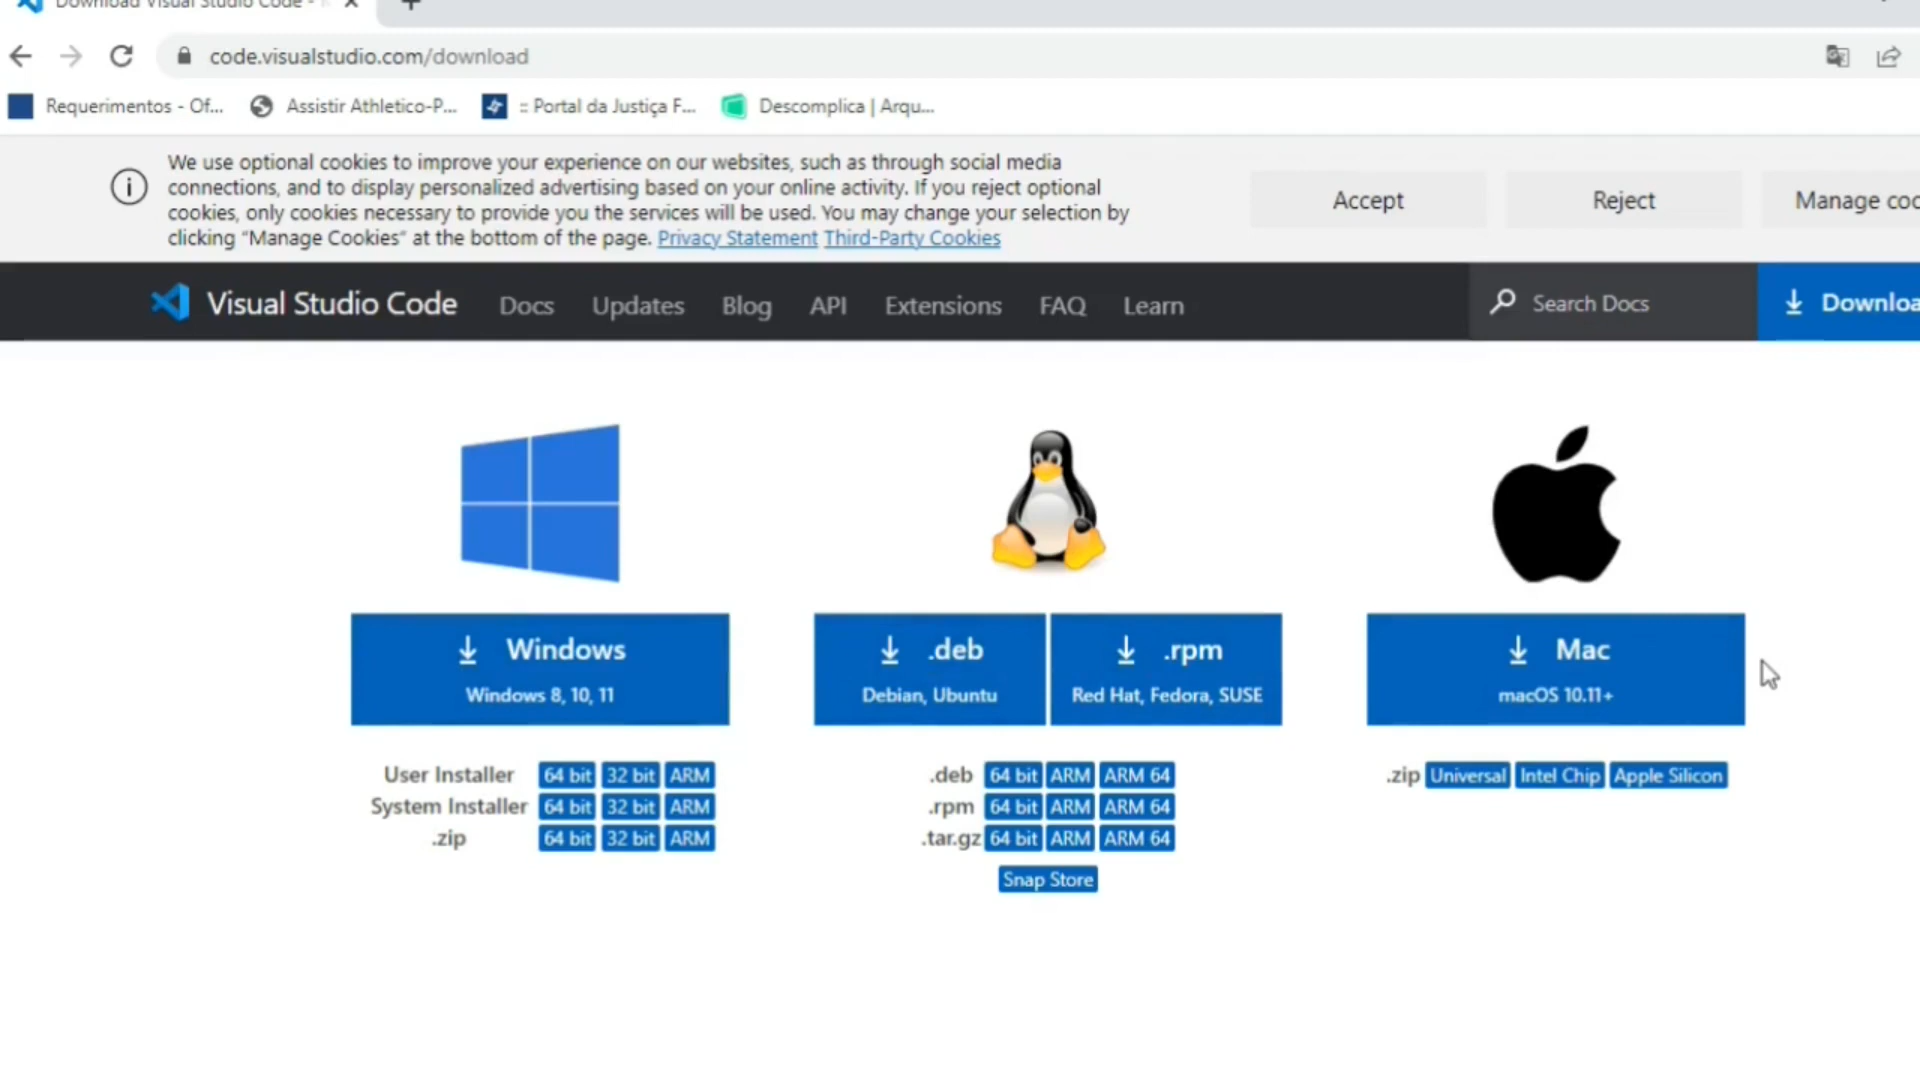 Download Visual Studio Code -
code.visualstudio.com/download
Requerimentos - Of... Assistir Athletico-P... :: Portal da Justiça F... Descomplica | Arqu...
We use optional cookies to improve your experience on our websites, such as through social media
connections, and to display personalized advertising based on your online activity. If you reject optional
cookies, only cookies necessary to provide you the services will be used. You may change your selection by
clicking “Manage Cookies” at the bottom of the page. Privacy Statement Third-Party Cookies
Accept Reject Manage coo
Visual Studio Code Docs Updates Blog API Extensions FAQ Learn Search Docs Downloa
Windows
Windows 8, 10, 11
.deb
Debian, Ubuntu
.rpm
Red Hat, Fedora, SUSE
Mac
macOS 10.11+
User Installer 64 bit 32 bit ARM
System Installer 64 bit 32 bit ARM
.zip 64 bit 32 bit ARM
.deb 64 bit ARM ARM 64
.rpm 64 bit ARM ARM 64
.tar.gz 64 bit ARM ARM 64
Snap Store
.zip Universal Intel Chip Apple Silicon